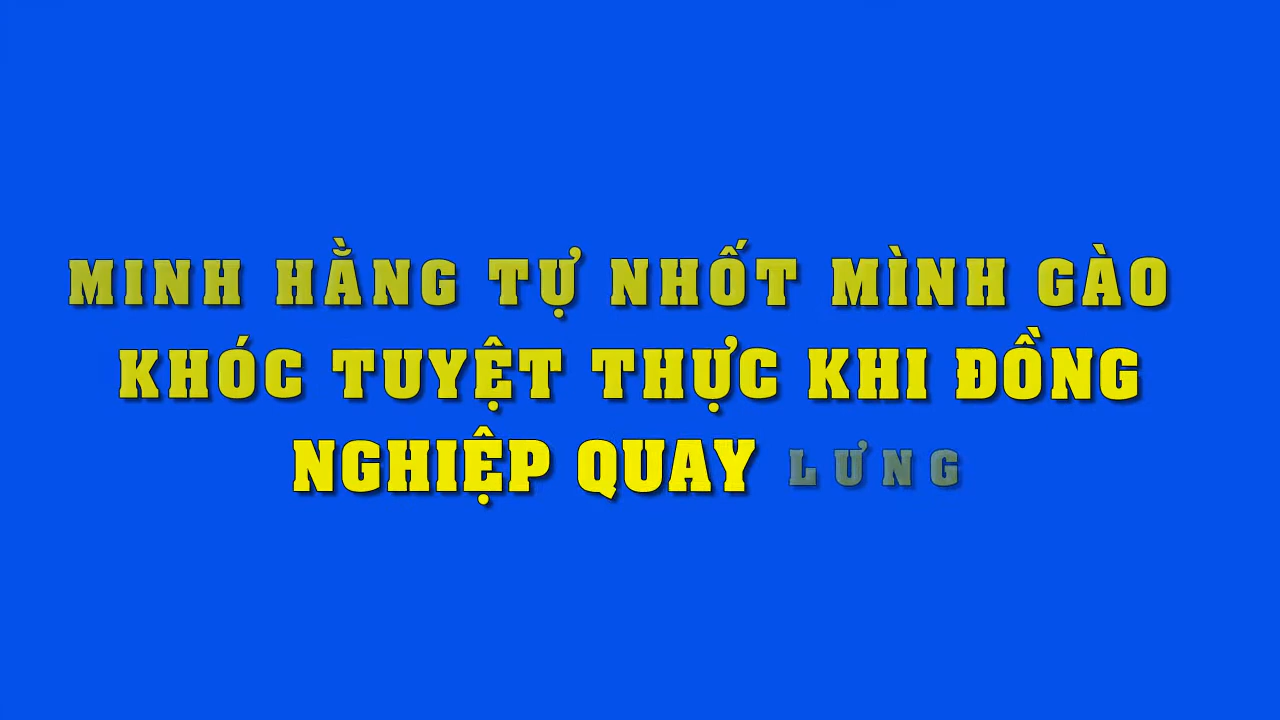 MINH HẰNG TỰ NHỐT MÌNH GÀO
KHÓC TUYỆT THỰC KHI ĐỒNG
NGHIỆP QUAY LƯNG